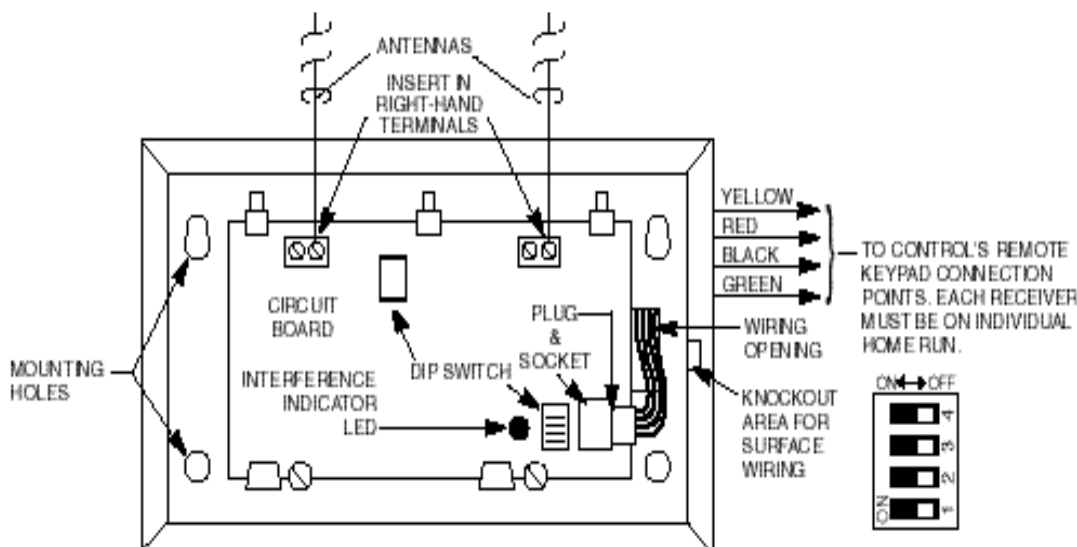 ANTENNAS
INSERT IN
RIGHT-HAND
TERMINALS
YELLOW
RED
BLACK
GREEN
TO CONTROL'S REMOTE
KEYPAD CONNECTION
POINTS. EACH RECEIVER
MUST BE ON INDIVIDUAL
HOME RUN.
CIRCUIT
BOARD
PLUG
&
SOCKET
WIRING
OPENING
MOUNTING
HOLES
DIP SWITCH
INTERFERENCE
INDICATOR
LED
KNOCKOUT
AREA FOR
SURFACE
WIRING
ON OFF
4
3
2
1
ON